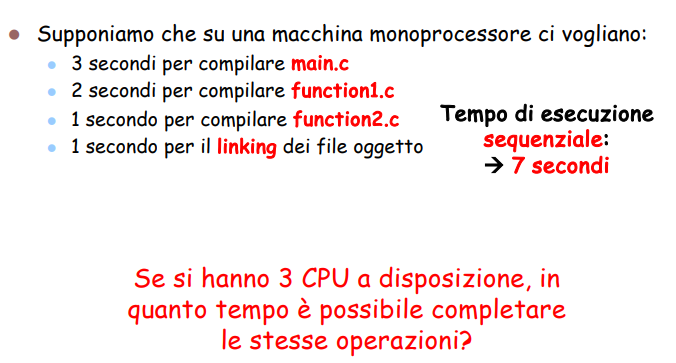 Supponiamo che su una macchina monoprocessore ci vogliano:
3 secondi per compilare main.c
2 secondi per compilare function1.c
1 secondo per compilare function2.c
1 secondo per il linking dei file oggetto
Tempo di esecuzione
sequenziale:
→ 7 secondi
Se si hanno 3 CPU a disposizione, in
quanto tempo è possibile completare
le stesse operazioni?